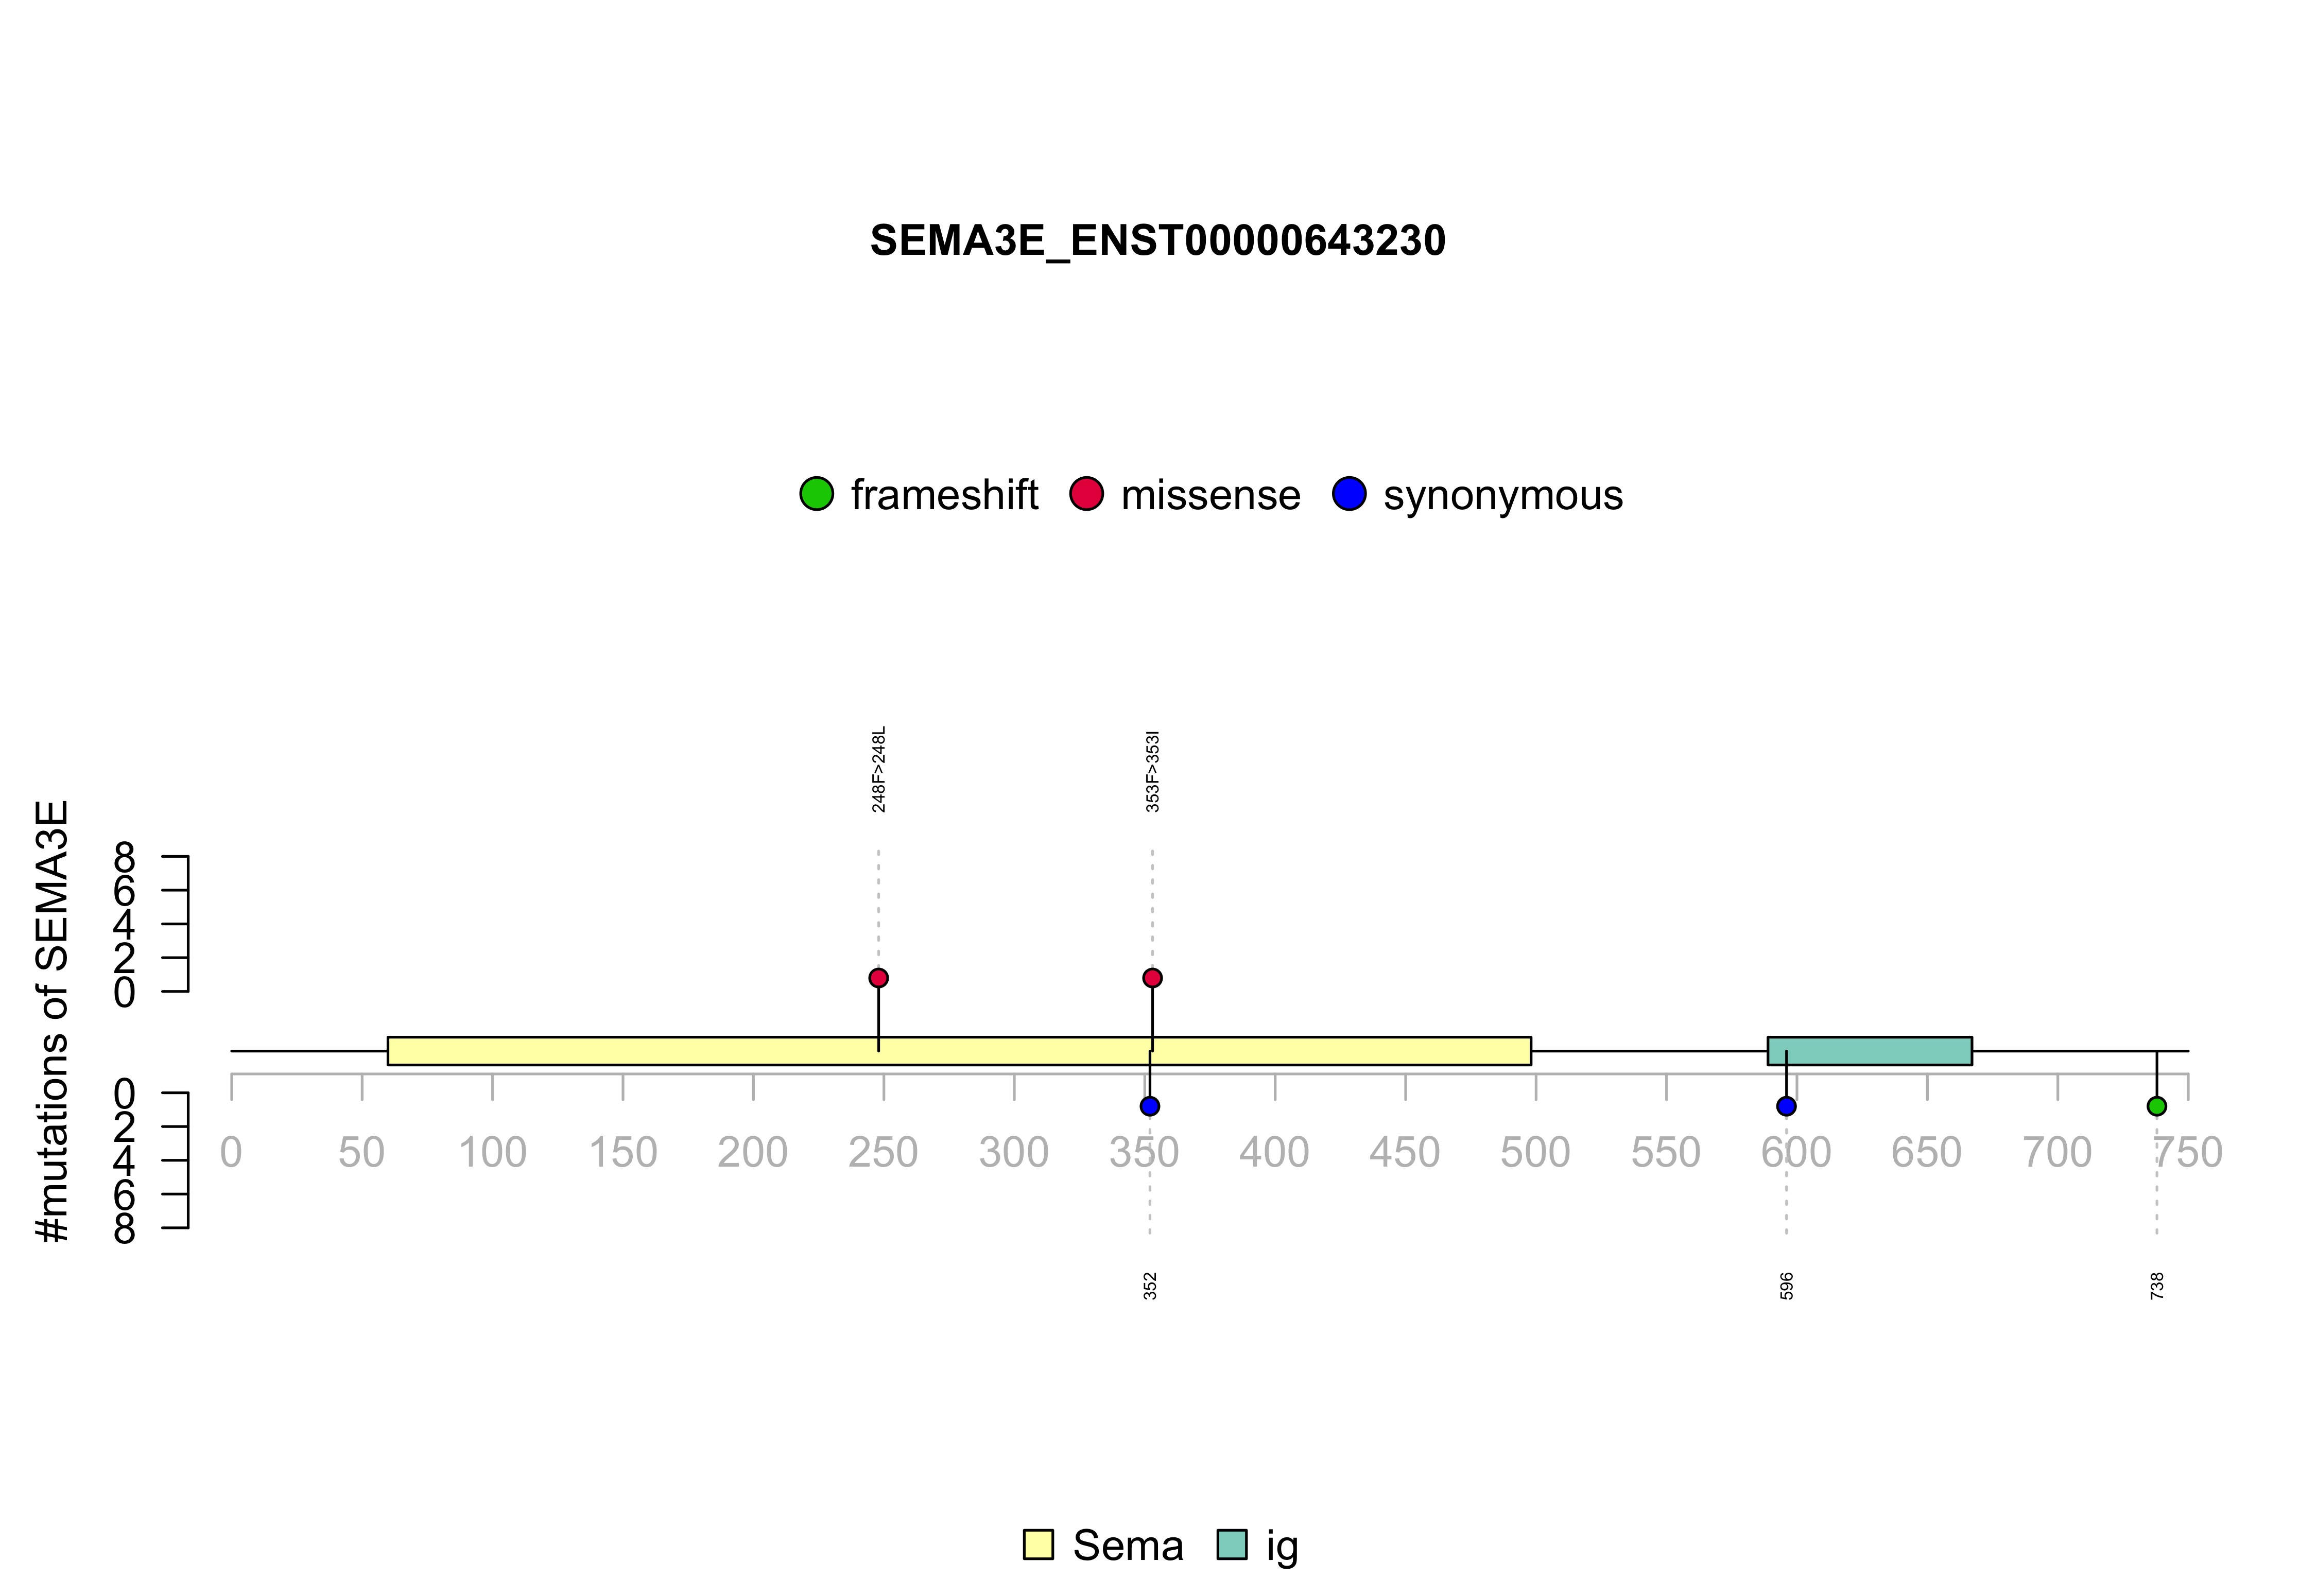 SEMA3E_ENST00000643230
frameshift missense synonymous
248F>248L 353F>353I
#mutations of SEMA3E
8
6
4
2
0
0
2
4
6
8
0 50 100 150 200 250 300 350 400 450 500 550 600 650 700 750
352 596 738
Sema ig